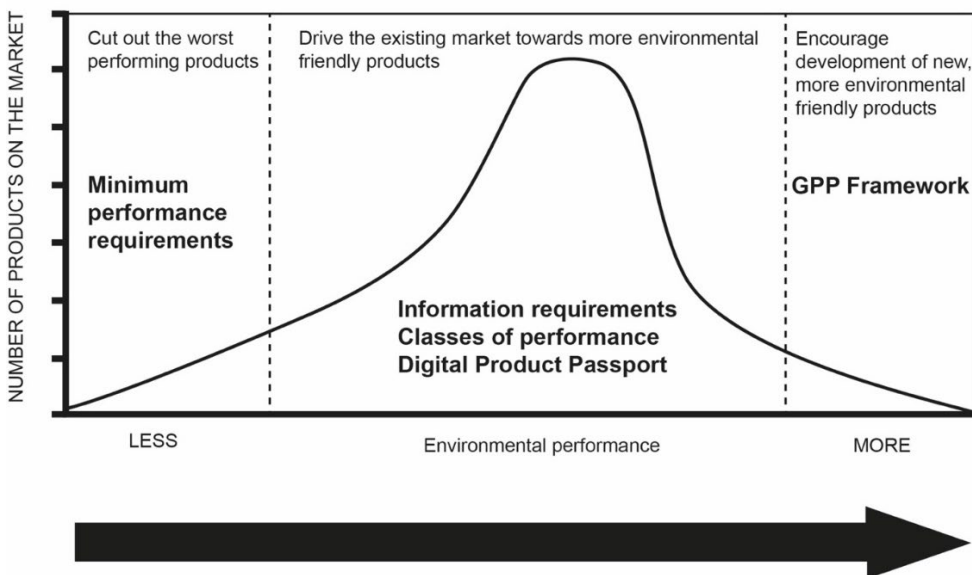 NUMBER OF PRODUCTS ON THE MARKET
Cut out the worst
performing products
Drive the existing market towards more environmental
friendly products
Encourage
development of new,
more environmental
friendly products
Minimum
performance
requirements
GPP Framework
Information requirements
Classes of performance
Digital Product Passport
LESS
Environmental performance
MORE